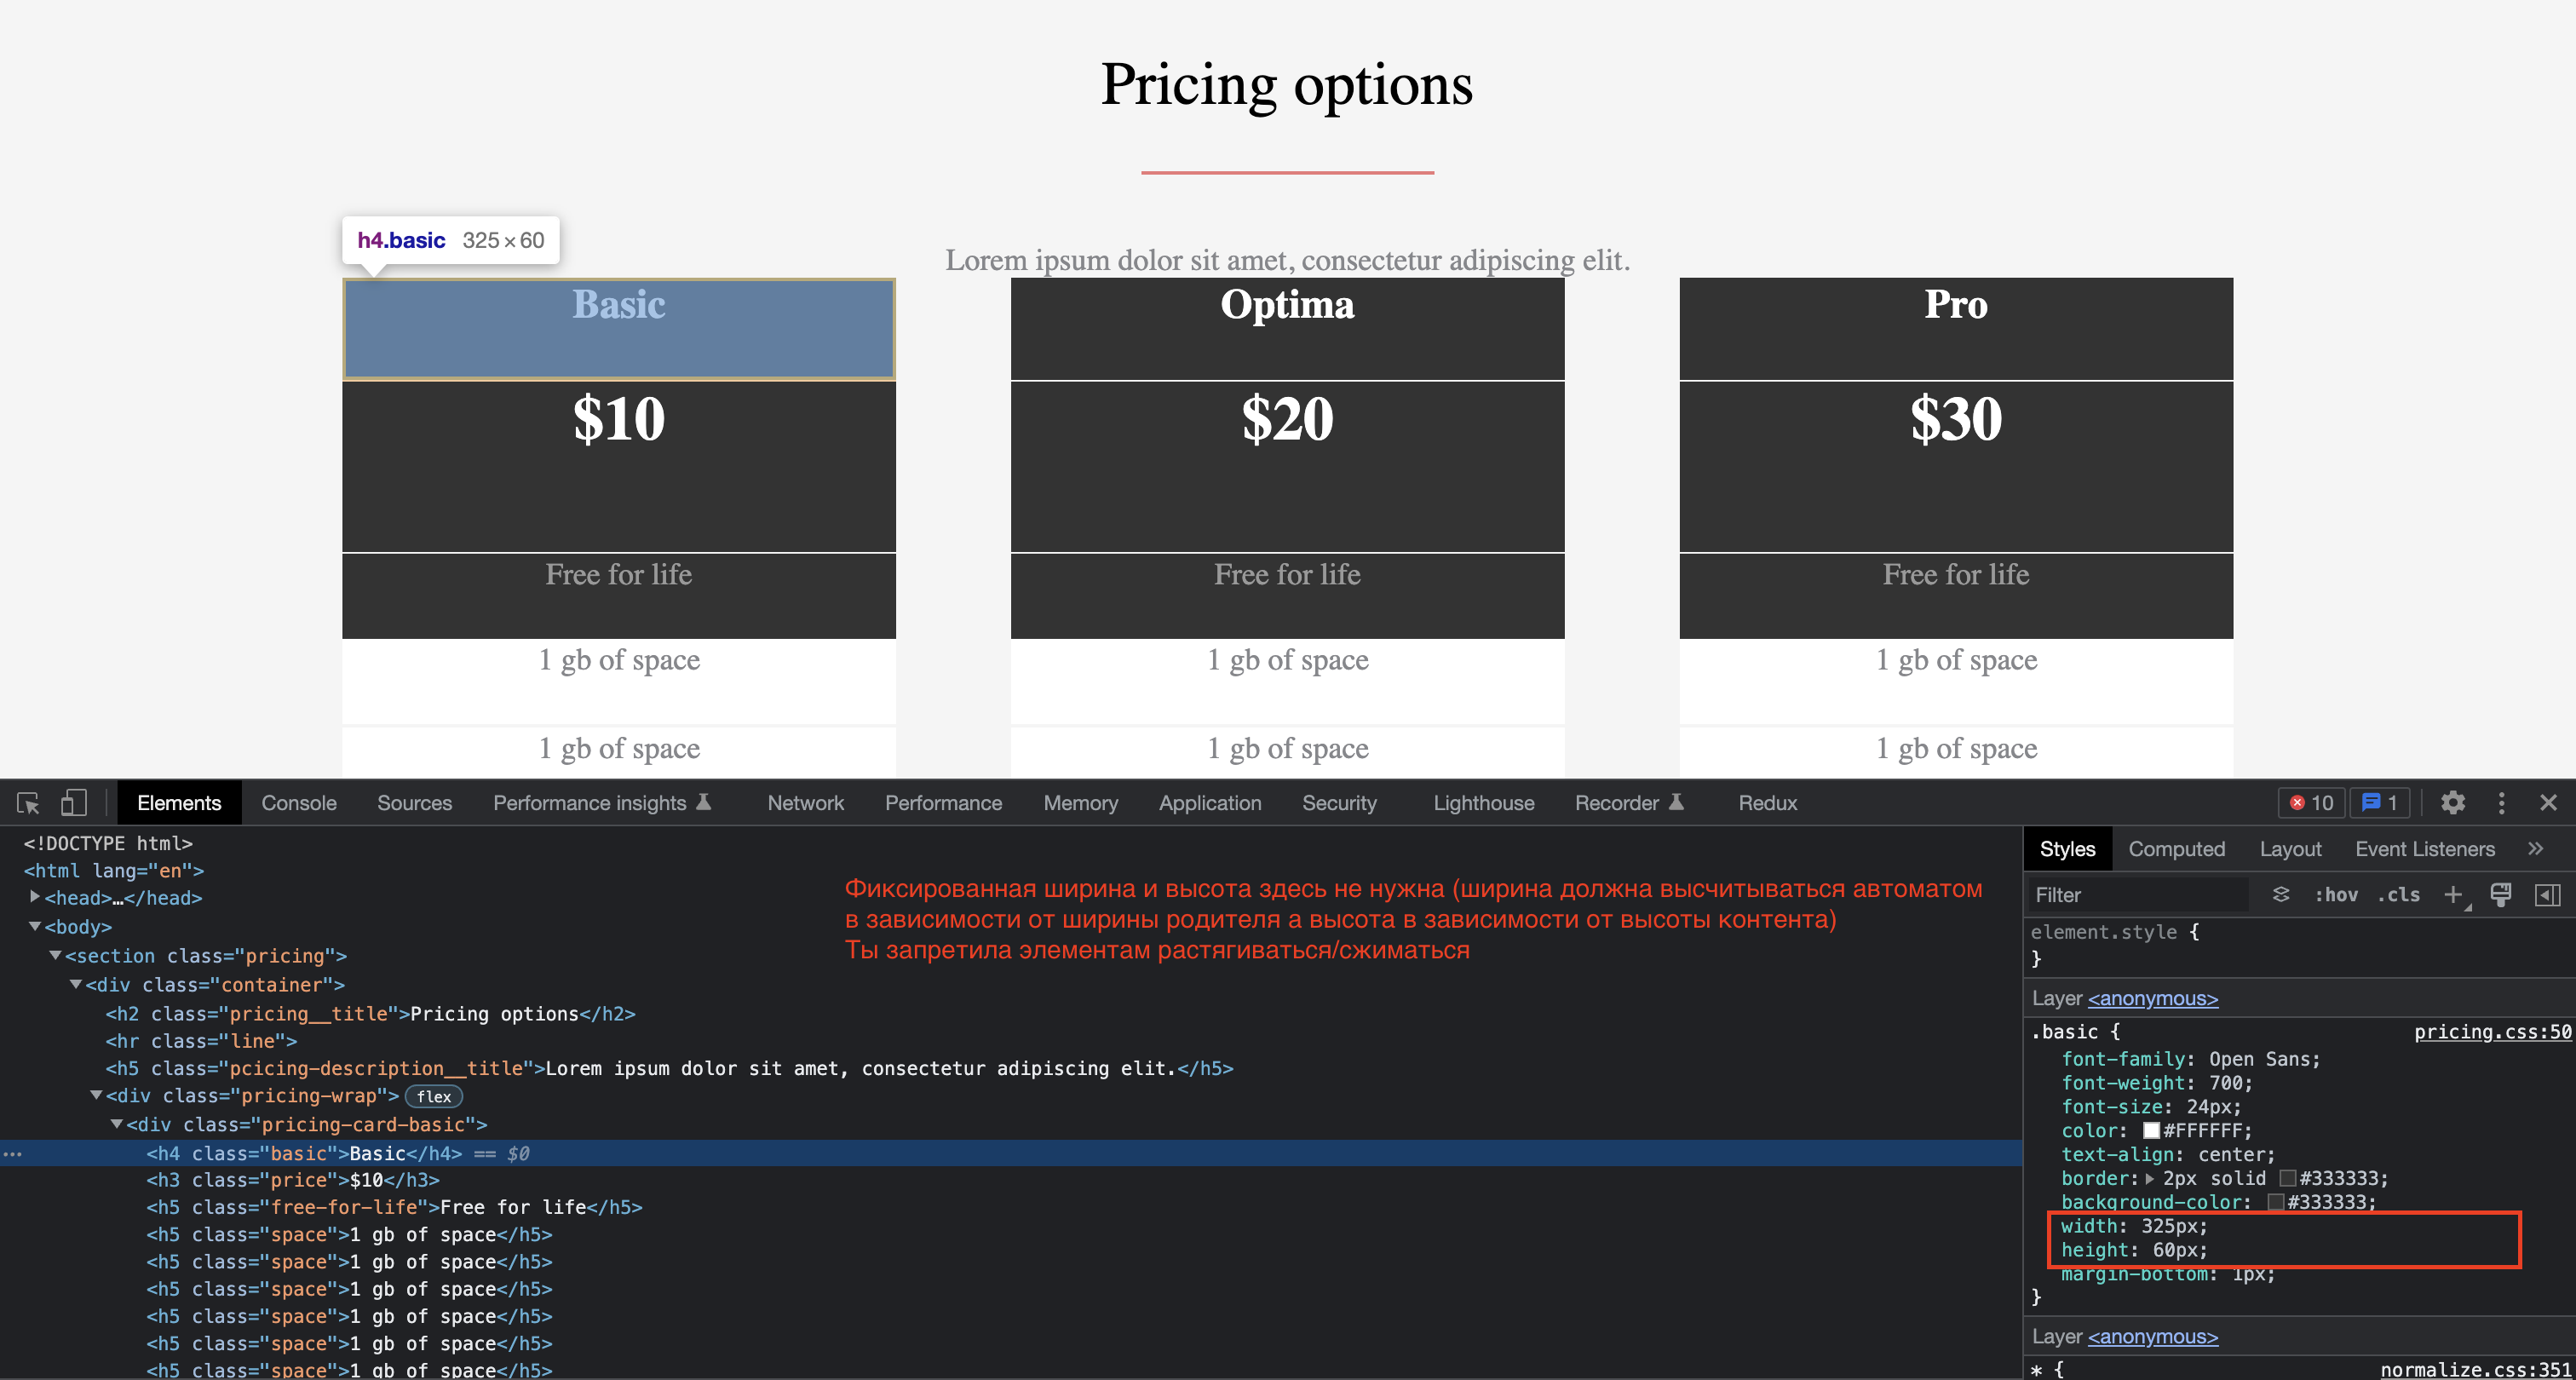 Pricing options
h4.basic 325 × 60
Lorem ipsum dolor sit amet, consectetur adipiscing elit.
Basic Optima Pro
$10 $20 $30
Free for life Free for life Free for life
1 gb of space 1 gb of space 1 gb of space
1 gb of space 1 gb of space 1 gb of space
Elements Console Sources Performance insights Network Performance Memory Application Security Lighthouse Recorder Redux 10 1
<!DOCTYPE html>
<html lang="en">
<head>…</head>
<body>
<section class="pricing">
<div class="container">
<h2 class="pricing__title">Pricing options</h2>
<hr class="line">
<h5 class="pcicing-description__title">Lorem ipsum dolor sit amet, consectetur adipiscing elit.</h5>
<div class="pricing-wrap"> flex
<div class="pricing-card-basic">
<h4 class="basic">Basic</h4> == $0
<h3 class="price">$10</h3>
<h5 class="free-for-life">Free for life</h5>
<h5 class="space">1 gb of space</h5>
<h5 class="space">1 gb of space</h5>
<h5 class="space">1 gb of space</h5>
<h5 class="space">1 gb of space</h5>
<h5 class="space">1 gb of space</h5>
<h5 class="space">1 gb of space</h5>
Фиксированная ширина и высота здесь не нужна (ширина должна высчитываться автоматом
в зависимости от ширины родителя а высота в зависимости от высоты контента)
Ты запретила элементам растягиваться/сжиматься
Styles Computed Layout Event Listeners »
Filter :hov .cls +
element.style {
}
Layer <anonymous>
.basic { pricing.css:50
font-family: Open Sans;
font-weight: 700;
font-size: 24px;
color: #FFFFFF;
text-align: center;
border: 2px solid #333333;
background-color: #333333;
width: 325px;
height: 60px;
margin-bottom: 1px;
}
Layer <anonymous>
* { normalize.css:351